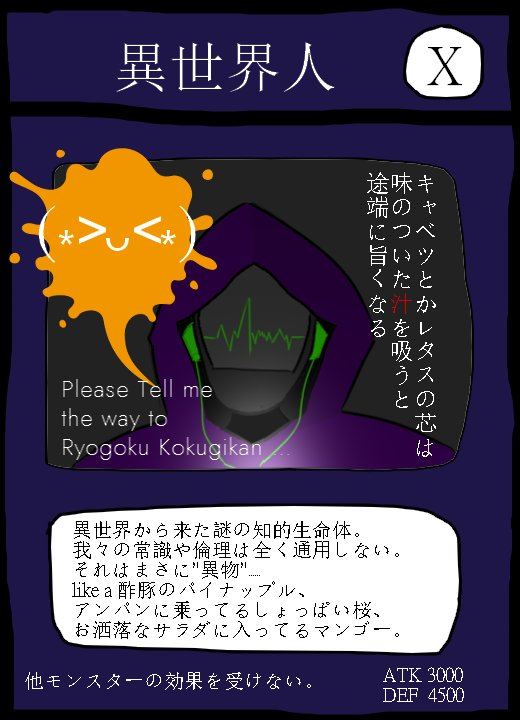 異世界人
X
(*>◡<*)
キャベツとかレタスの芯は
味のついた汁を吸うと
途端に旨くなる
Please Tell me
the way to
Ryogoku Kokugikan ...
異世界から来た謎の知的生命体。
我々の常識や倫理は全く通用しない。
それはまさに"異物"......
like a 酢豚のパイナップル、
アンパンに乗ってるしょっぱい桜、
お洒落なサラダに入ってるマンゴー。
他モンスターの効果を受けない。
ATK 3000
DEF 4500